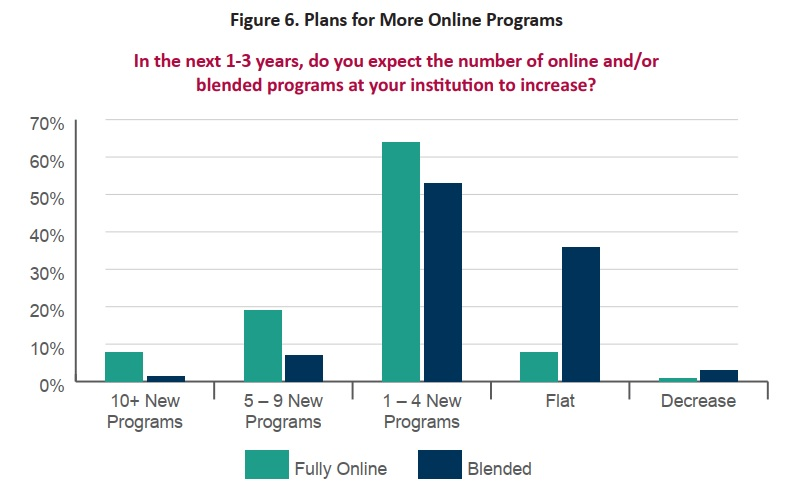 Figure 6. Plans for More Online Programs
In the next 1-3 years, do you expect the number of online and/or
blended programs at your institution to increase?
70%
60%
50%
40%
30%
20%
10%
0%
10+ New
Programs
5 – 9 New
Programs
1 – 4 New
Programs
Flat
Decrease
Fully Online
Blended